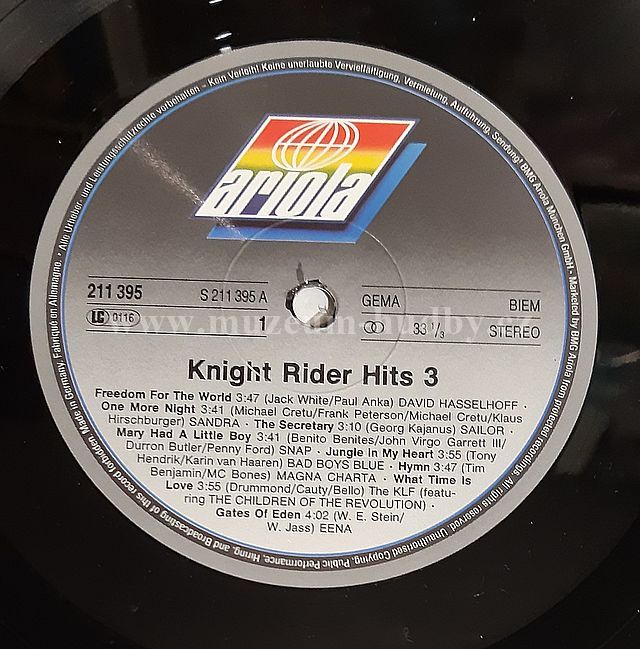 • Alle Urheber- und Leistungsschutzrechte vorbehalten – Kein Verleih! Keine unerlaubte Vervielfältigung, Vermietung, Aufführung, Sendung! BMG Ariola München GmbH • Marketed by BMG Ariola
ariola
211 395
S 211 395 A
GEMA
BIEM
LC 0116
1
33 1/3
STEREO
www.muzeum-hudby.cz
Knight Rider Hits 3
Freedom For The World 3:47 (Jack White/Paul Anka) DAVID HASSELHOFF ·
One More Night 3:41 (Michael Cretu/Frank Peterson/Michael Cretu/Klaus
Hirschburger) SANDRA · The Secretary 3:10 (Georg Kajanus) SAILOR ·
Mary Had A Little Boy 3:41 (Benito Benites/John Virgo Garrett III/
Durron Butler/Penny Ford) SNAP · Jungle In My Heart 3:55 (Tony
Hendrik/Karin van Haaren) BAD BOYS BLUE · Hymn 3:47 (Tim
Benjamin/MC Bones) MAGNA CHARTA · What Time Is
Love 3:55 (Drummond/Cauty/Bello) The KLF (featu-
ring THE CHILDREN OF THE REVOLUTION) ·
Gates Of Eden 4:02 (W. E. Stein/
W. Jass) EENA
All rights reserved. Unauthorised Copying, Public Performance, Hiring, and Broadcasting of this record forbidden. Made in Germany. Fabriqué en Allemagne.